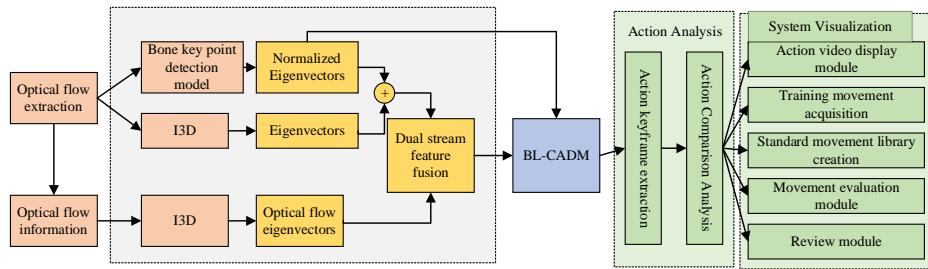 Optical flow
extraction
Optical flow
information
Bone key point
detection
model
I3D
I3D
Normalized
Eigenvectors
Eigenvectors
Optical flow
eigenvectors
+
Dual stream
feature
fusion
BL-CADM
Action Analysis
Action keyframe extraction
Action Comparison Analysis
System Visualization
Action video display
module
Training movement
acquisition
Standard movement library
creation
Movement evaluation
module
Review module